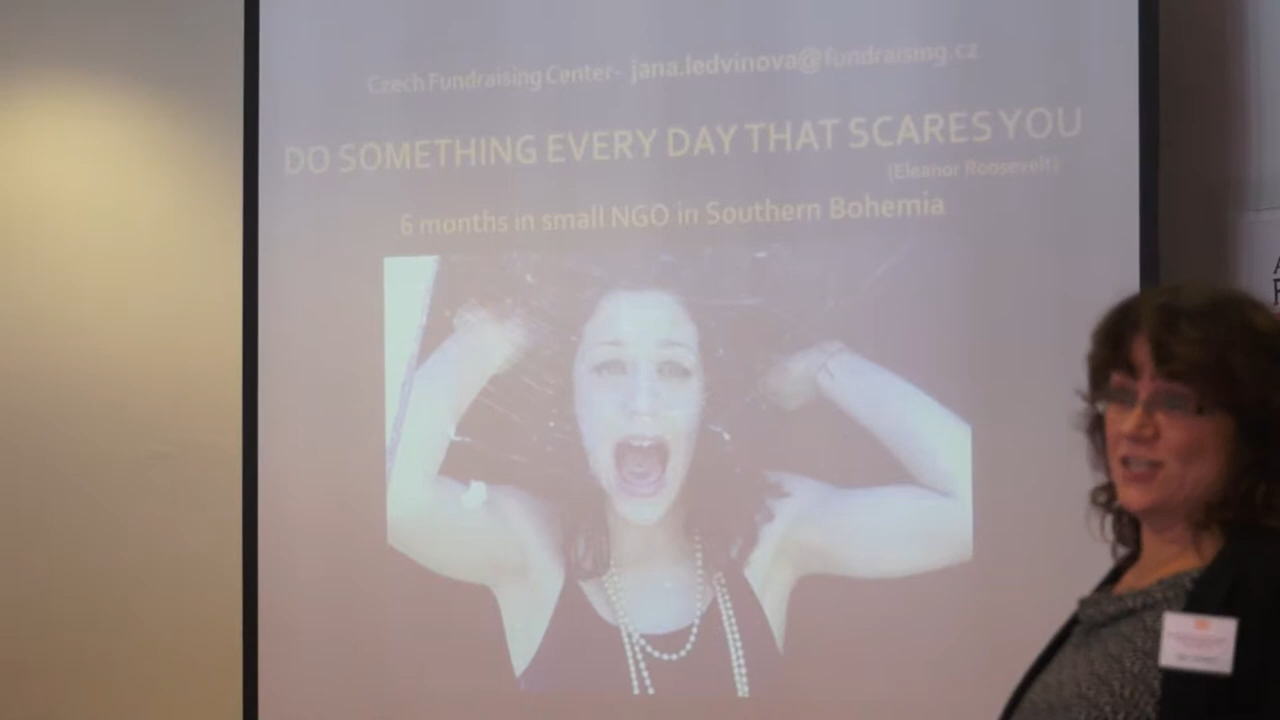 Czech Fundraising Center- jana.ledvinova@fundraising.cz
DO SOMETHING EVERY DAY THAT SCARES YOU
(Eleanor Roosevelt)
6 months in small NGO in Southern Bohemia